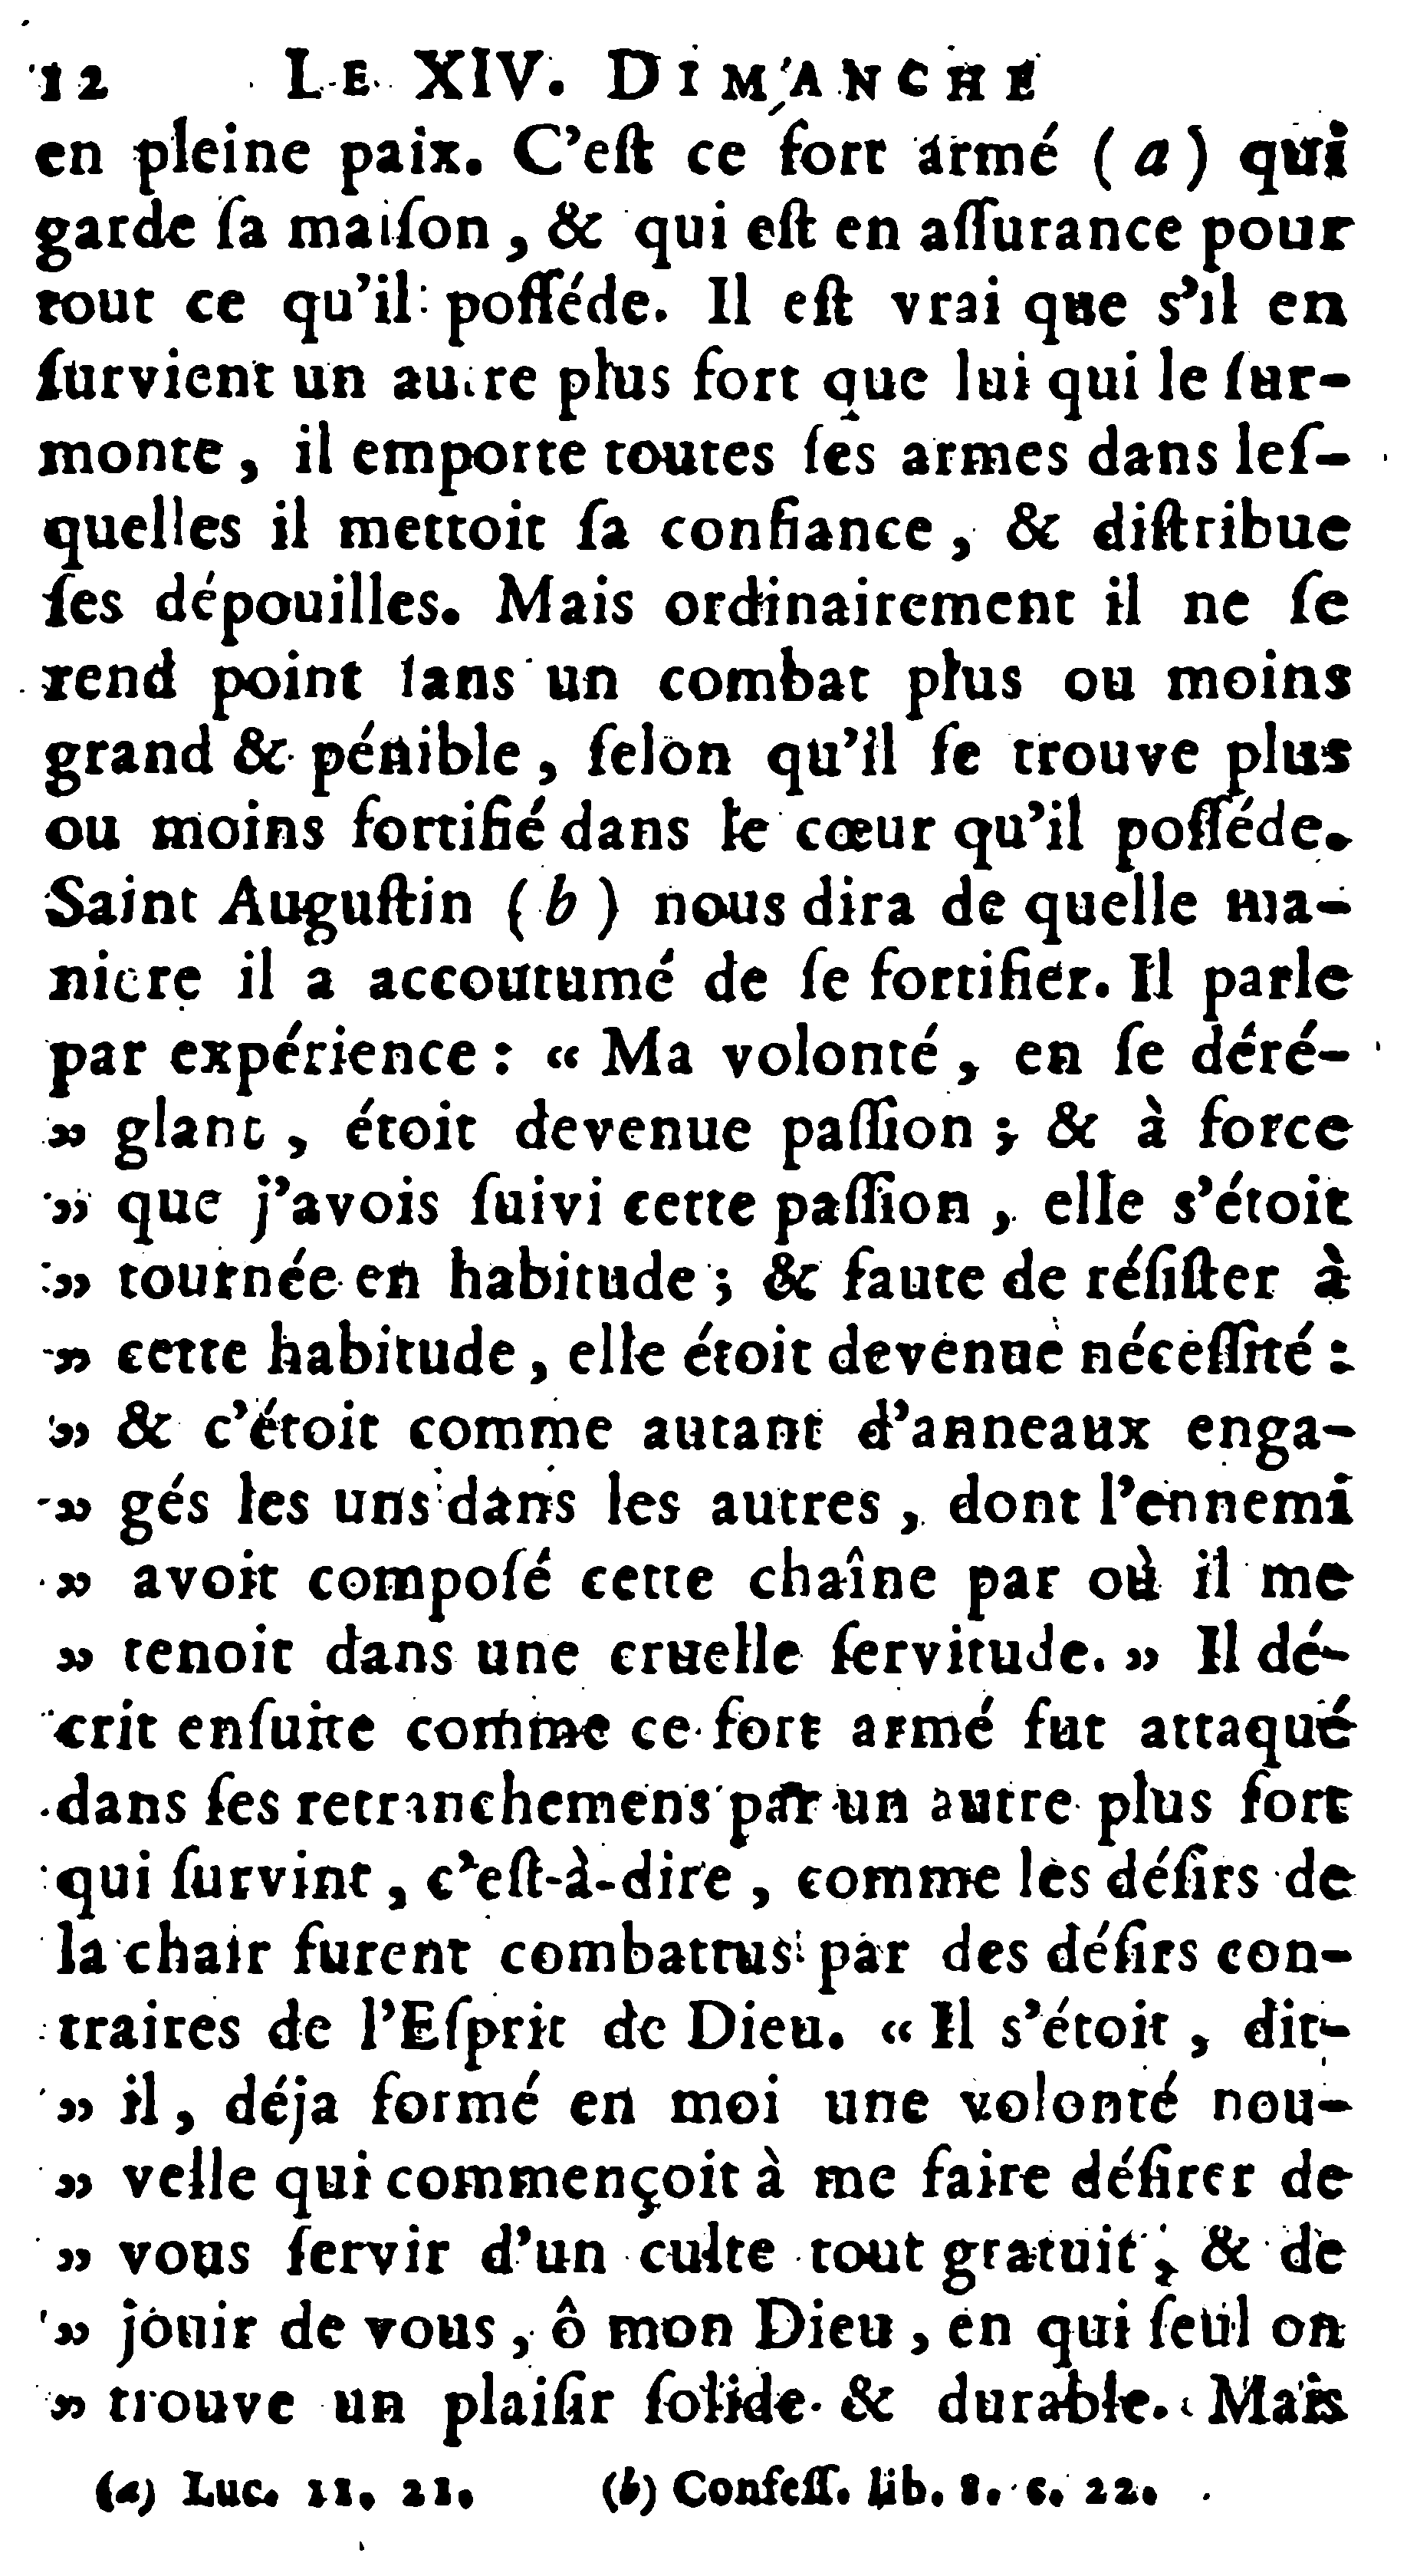 12 LE XIV. DIMANCHE
en pleine paix. C'eſt ce fort armé (a) qui
garde ſa maiſon, & qui eſt en aſſurance pour
tout ce qu'il poſſéde. Il eſt vrai que s'il en
ſurvient un autre plus fort que lui qui le ſur-
monte, il emporte toutes ſes armes dans leſ-
quelles il mettoit ſa confiance, & diſtribue
ſes dépouilles. Mais ordinairement il ne ſe
rend point ſans un combat plus ou moins
grand & pénible, ſelon qu'il ſe trouve plus
ou moins fortifié dans le cœur qu'il poſſéde.
Saint Auguſtin (b) nous dira de quelle ma-
niere il a accoutumé de ſe fortifier. Il parle
par expérience : « Ma volonté, en ſe déré-
» glant, étoit devenue paſſion ; & à force
» que j'avois ſuivi cette paſſion, elle s'étoit
» tournée en habitude ; & faute de réſiſter à
» cette habitude, elle étoit devenue néceſſité :
» & c'étoit comme autant d'anneaux enga-
» gés les uns dans les autres, dont l'ennemi
» avoit compoſé cette chaîne par où il me
» tenoit dans une cruelle ſervitude. » Il dé-
crit enſuite comme ce fort armé fut attaqué
dans ſes retranchemens par un autre plus fort
qui ſurvint, c'eſt-à-dire, comme les déſirs de
la chair furent combattus par des déſirs con-
traires de l'Eſprit de Dieu. « Il s'étoit, dit-
» il, déja formé en moi une volonté nou-
» velle qui commençoit à me faire déſirer de
» vous ſervir d'un culte tout gratuit, & de
» jouir de vous, ô mon Dieu, en qui ſeul on
» trouve un plaiſir ſolide & durable. Mais
(a) Luc. 11. 21. (b) Confeſſ. lib. 8. c. 22.